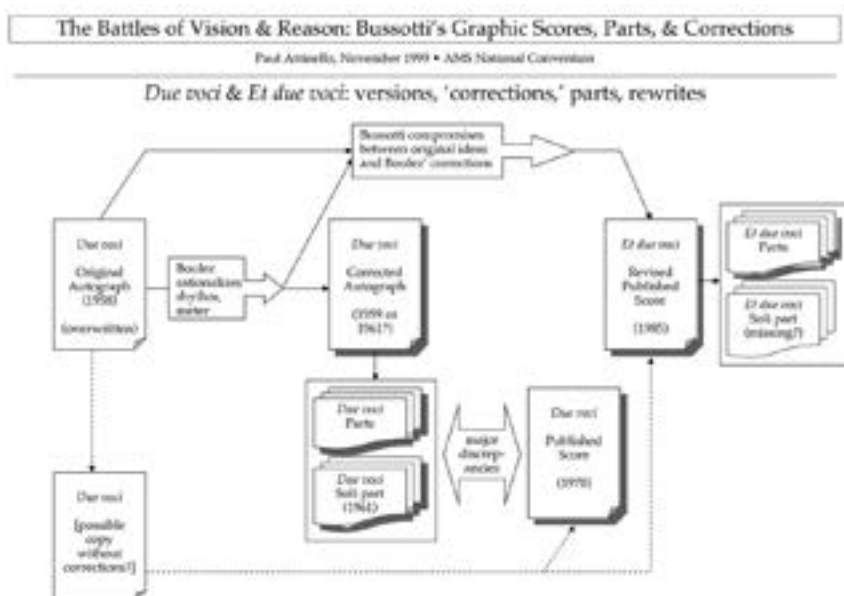 The Battles of Vision & Reason: Bussotti's Graphic Scores, Parts, & Corrections
Paul Attinello, November 1999 • AMS National Convention
Due voci & Et due voci: versions, 'corrections,' parts, rewrites
Bussotti compromises
between original ideas
and Boulez' corrections
Due voci
Original
Autograph
(1958)
(overwritten)
Boulez
rationalizes
rhythm,
meter
Due voci
Corrected
Autograph
(1959 or
1961?)
Et due voci
Revised
Published
Score
(1985)
Et due voci
Parts
Et due voci
Soli part
(missing?)
Due voci
Parts
Due voci
Soli part
(1961)
major
discrep-
ancies
Due voci
Published
Score
(1970)
Due voci
[possible
copy
without
corrections?]